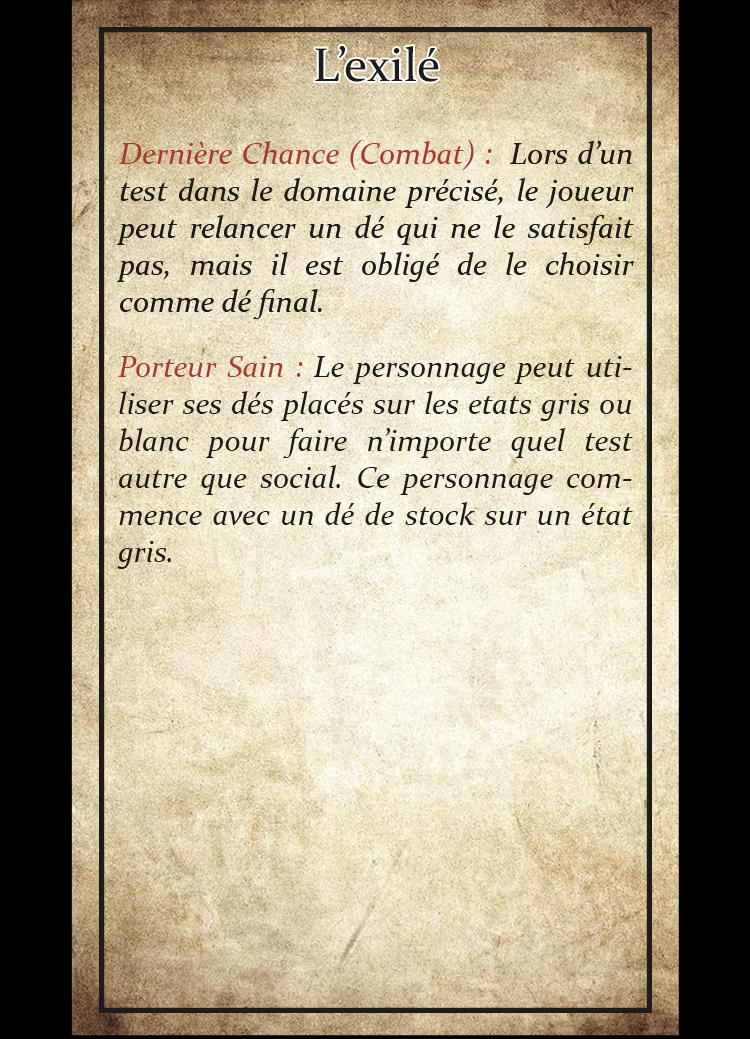 L’exilé
Dernière Chance (Combat) : Lors d’un
test dans le domaine précisé, le joueur
peut relancer un dé qui ne le satisfait
pas, mais il est obligé de le choisir
comme dé final.
Porteur Sain : Le personnage peut uti-
liser ses dés placés sur les etats gris ou
blanc pour faire n’importe quel test
autre que social. Ce personnage com-
mence avec un dé de stock sur un état
gris.